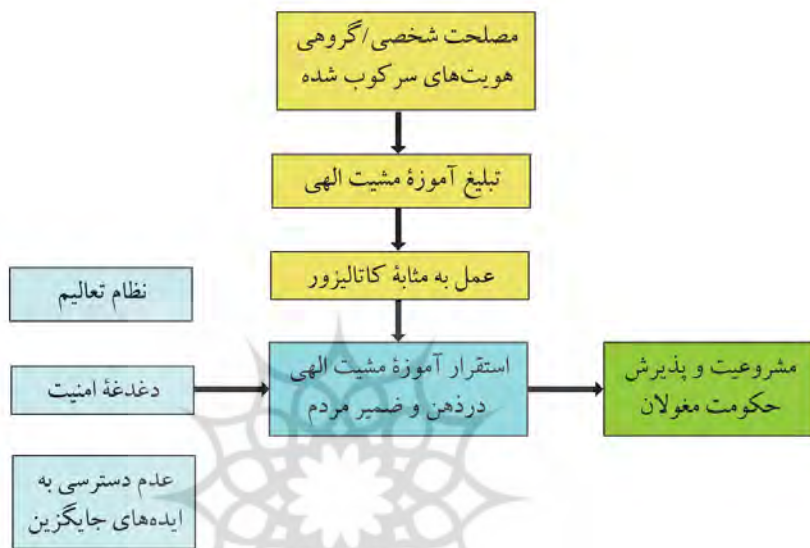 مصلحت شخصی/گروهی
هویت‌های سرکوب شده
تبلیغ آموزهٔ مشیت الهی
عمل به مثابهٔ کاتالیزور
نظام تعالیم
دغدغهٔ امنیت
عدم دسترسی به
ایده‌های جایگزین
استقرار آموزهٔ مشیت الهی
درذهن و ضمیر مردم
مشروعیت و پذیرش
حکومت مغولان